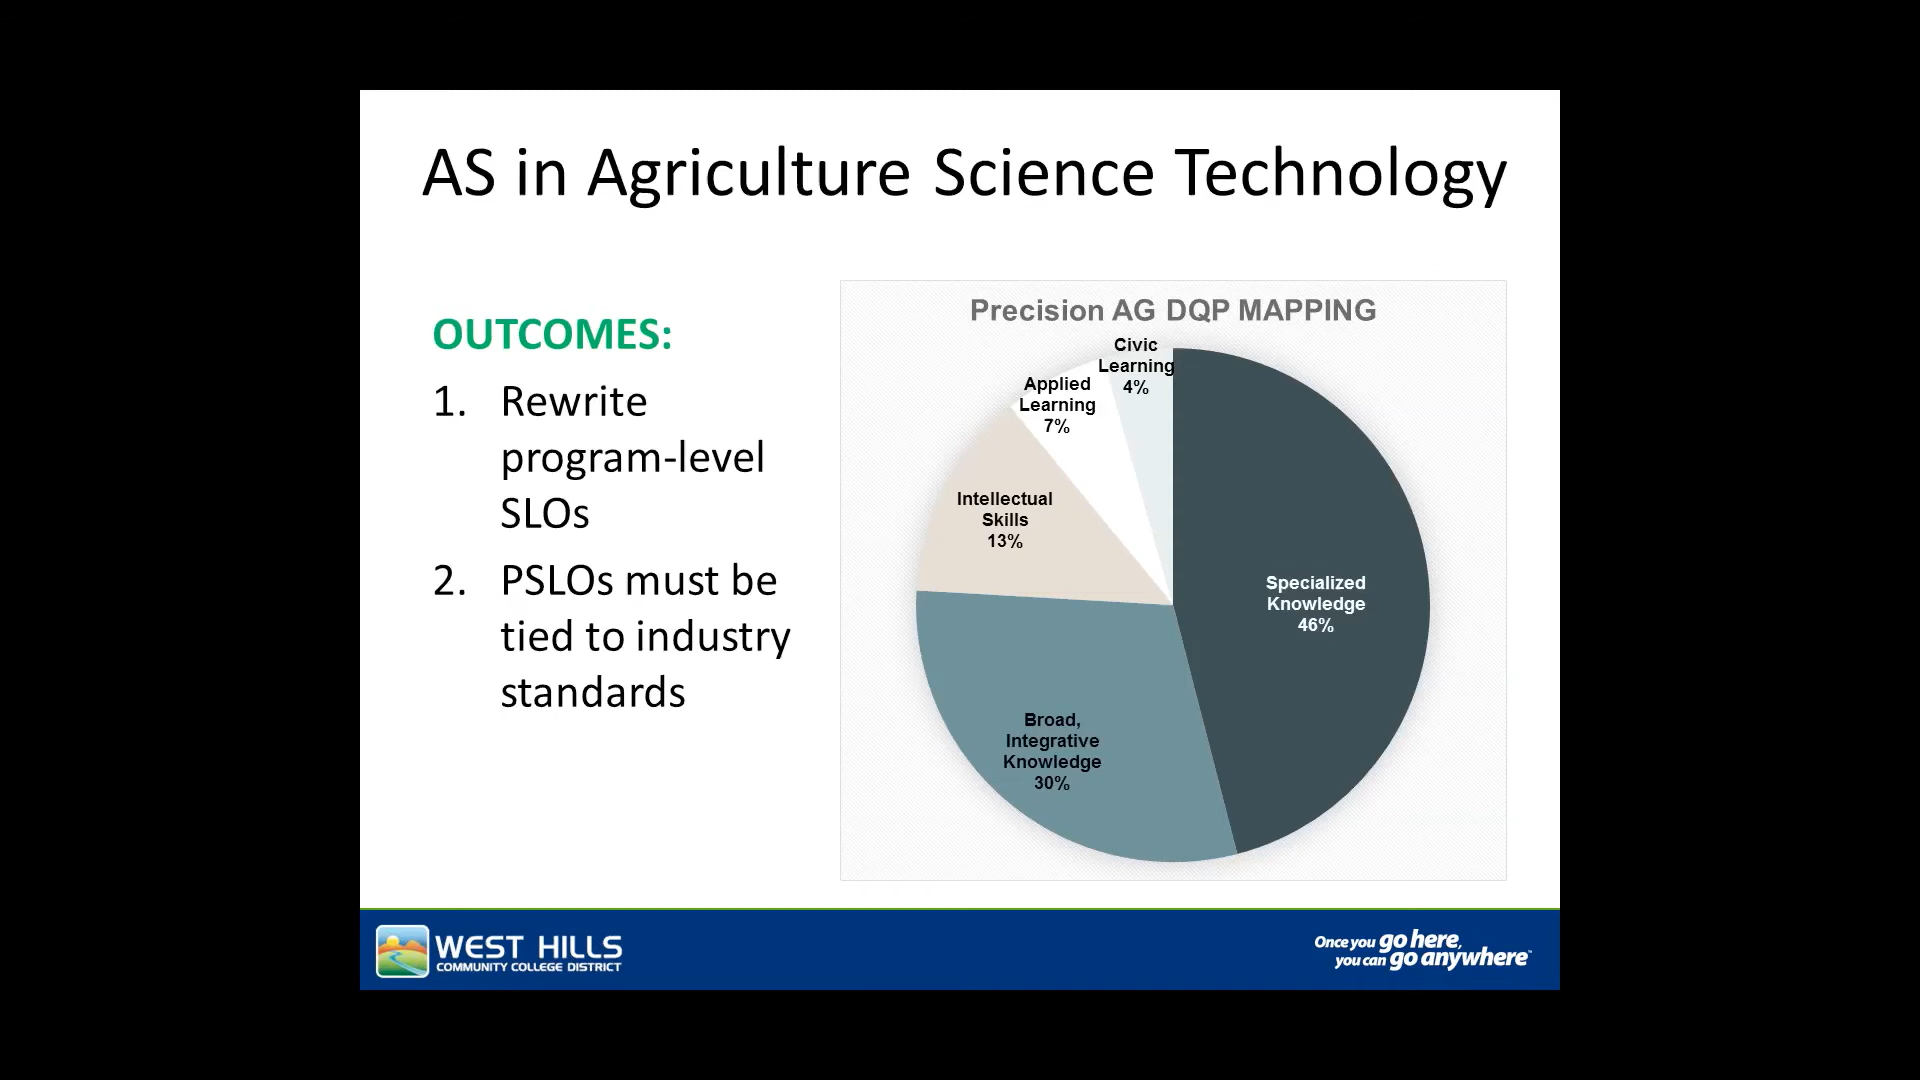 AS in Agriculture Science Technology
OUTCOMES:
1. Rewrite
program-level
SLOs
2. PSLOs must be
tied to industry
standards
Precision AG DQP MAPPING
Civic
Learning
4%
Applied
Learning
7%
Intellectual
Skills
13%
Specialized
Knowledge
46%
Broad,
Integrative
Knowledge
30%
WEST HILLS
COMMUNITY COLLEGE DISTRICT
Once you go here,
you can go anywhere™